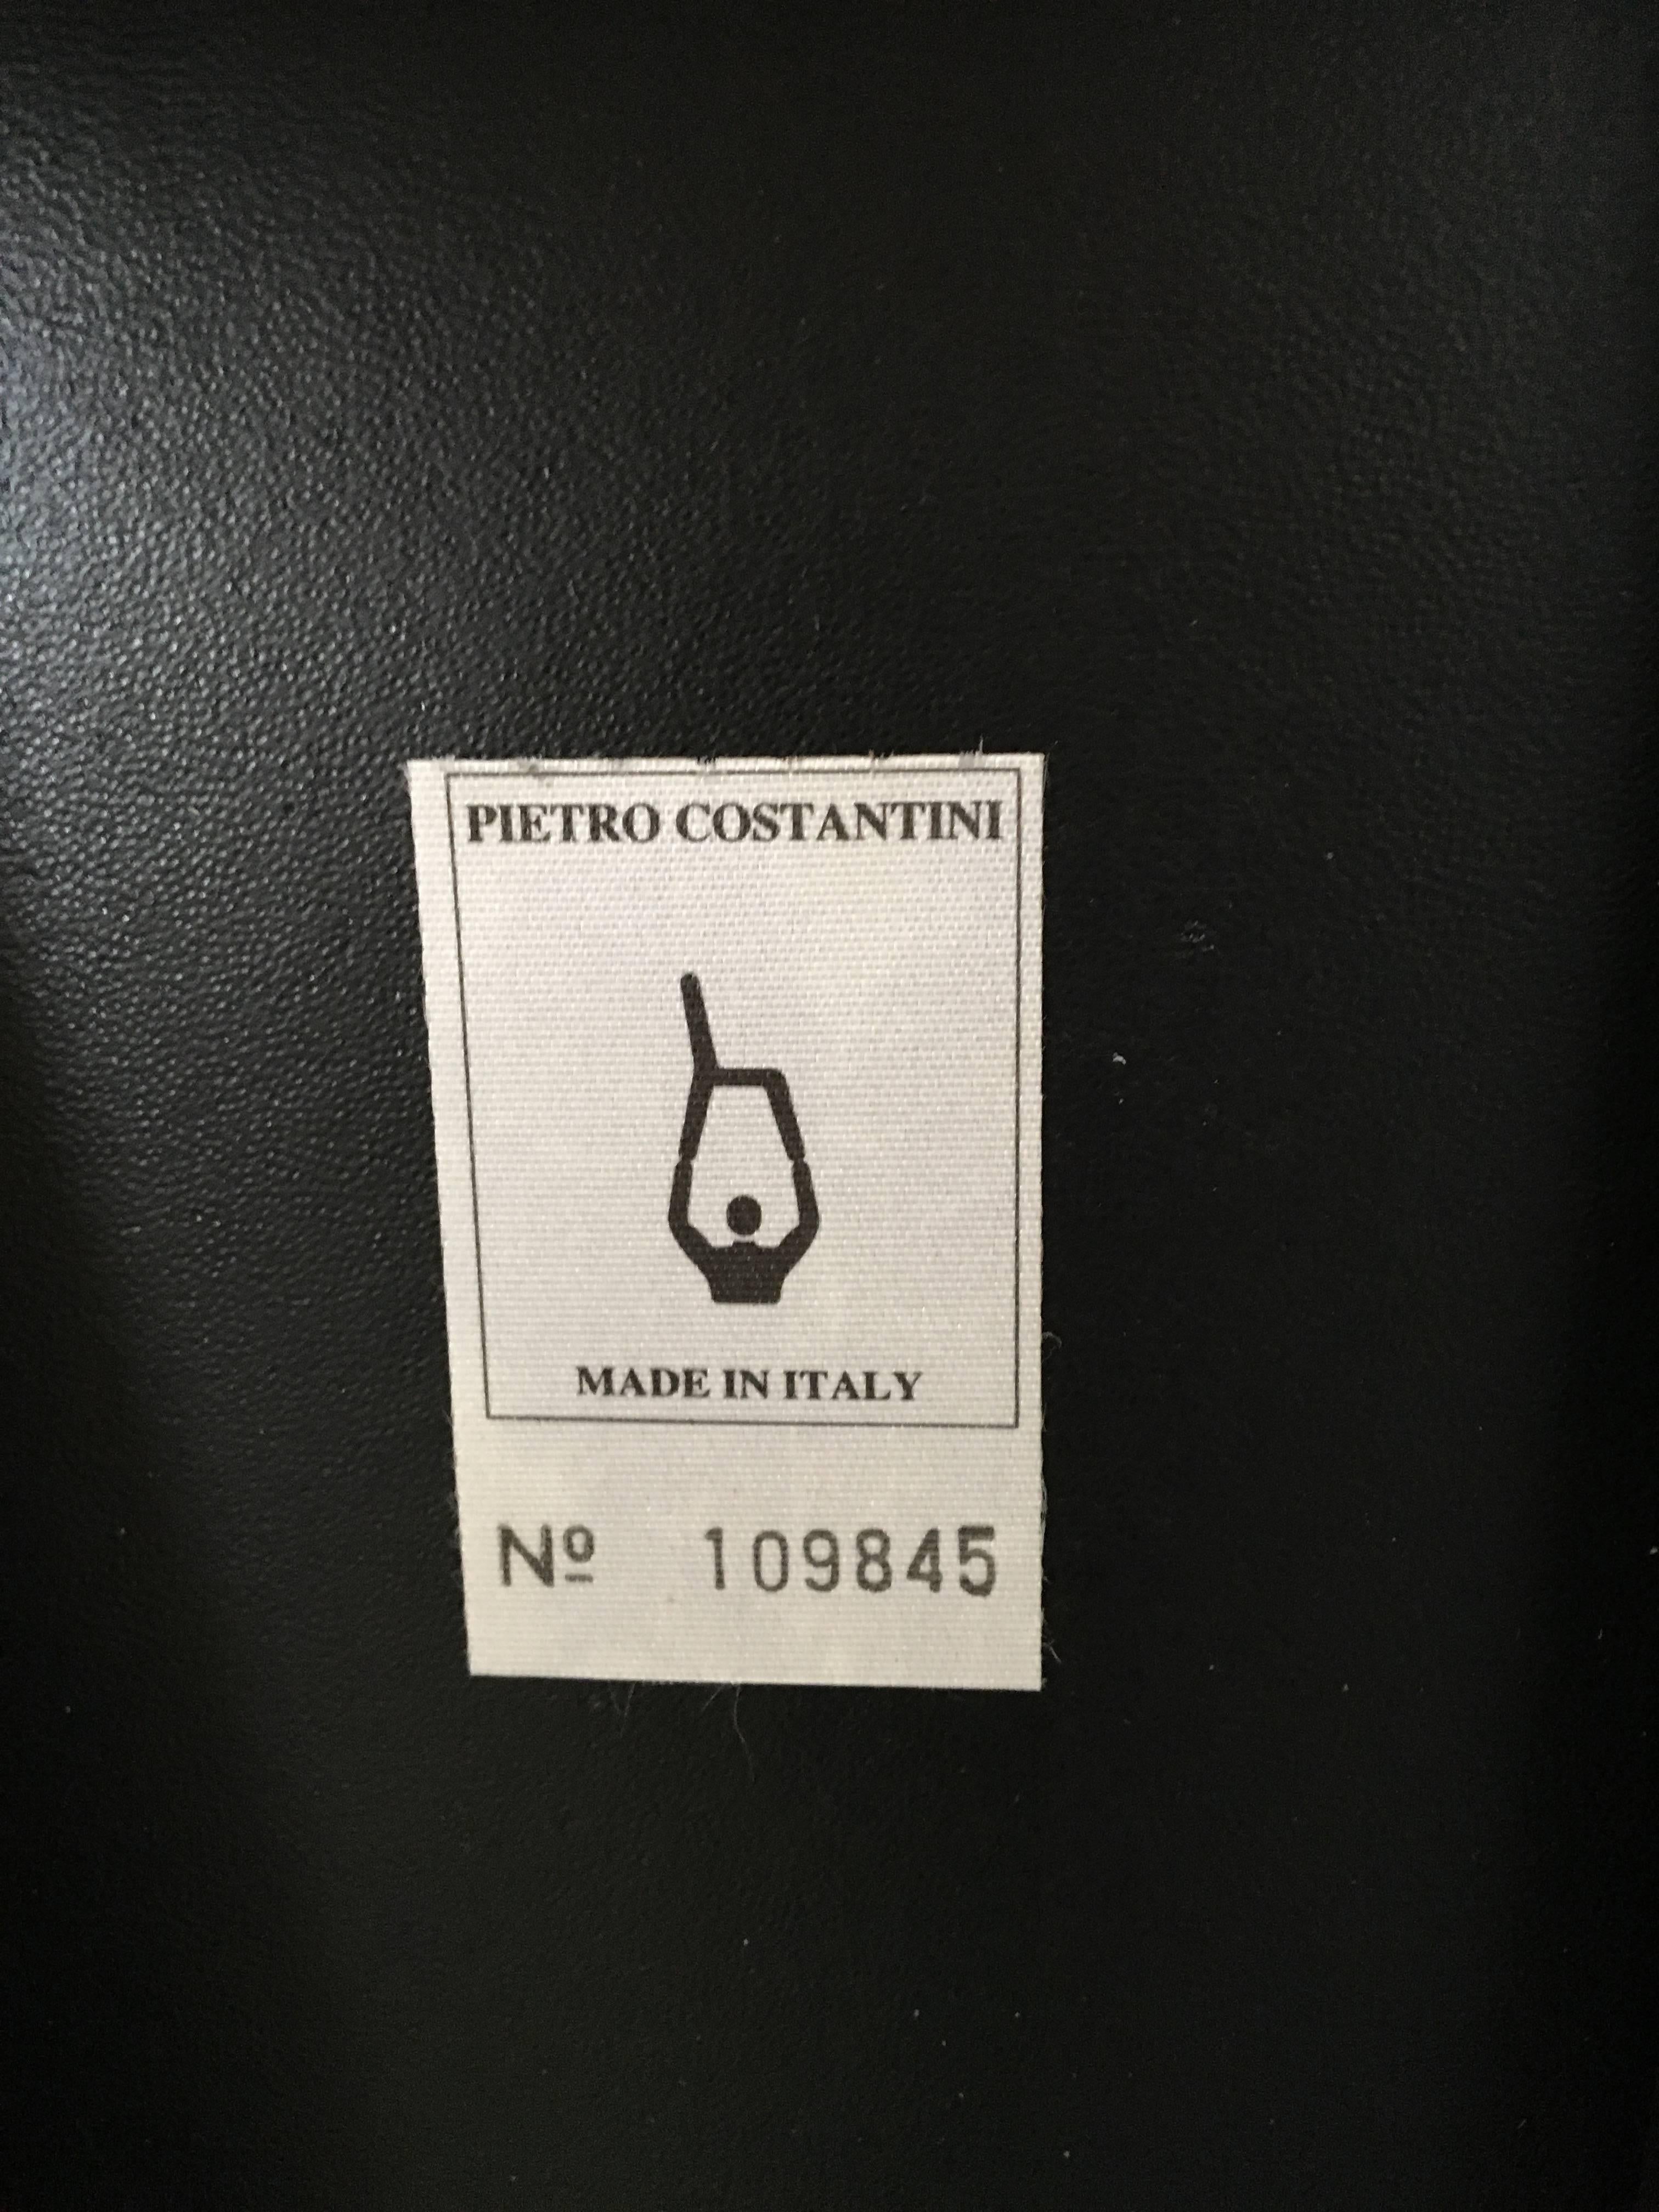 PIETRO COSTANTINI
MADE IN ITALY
Nº 109845